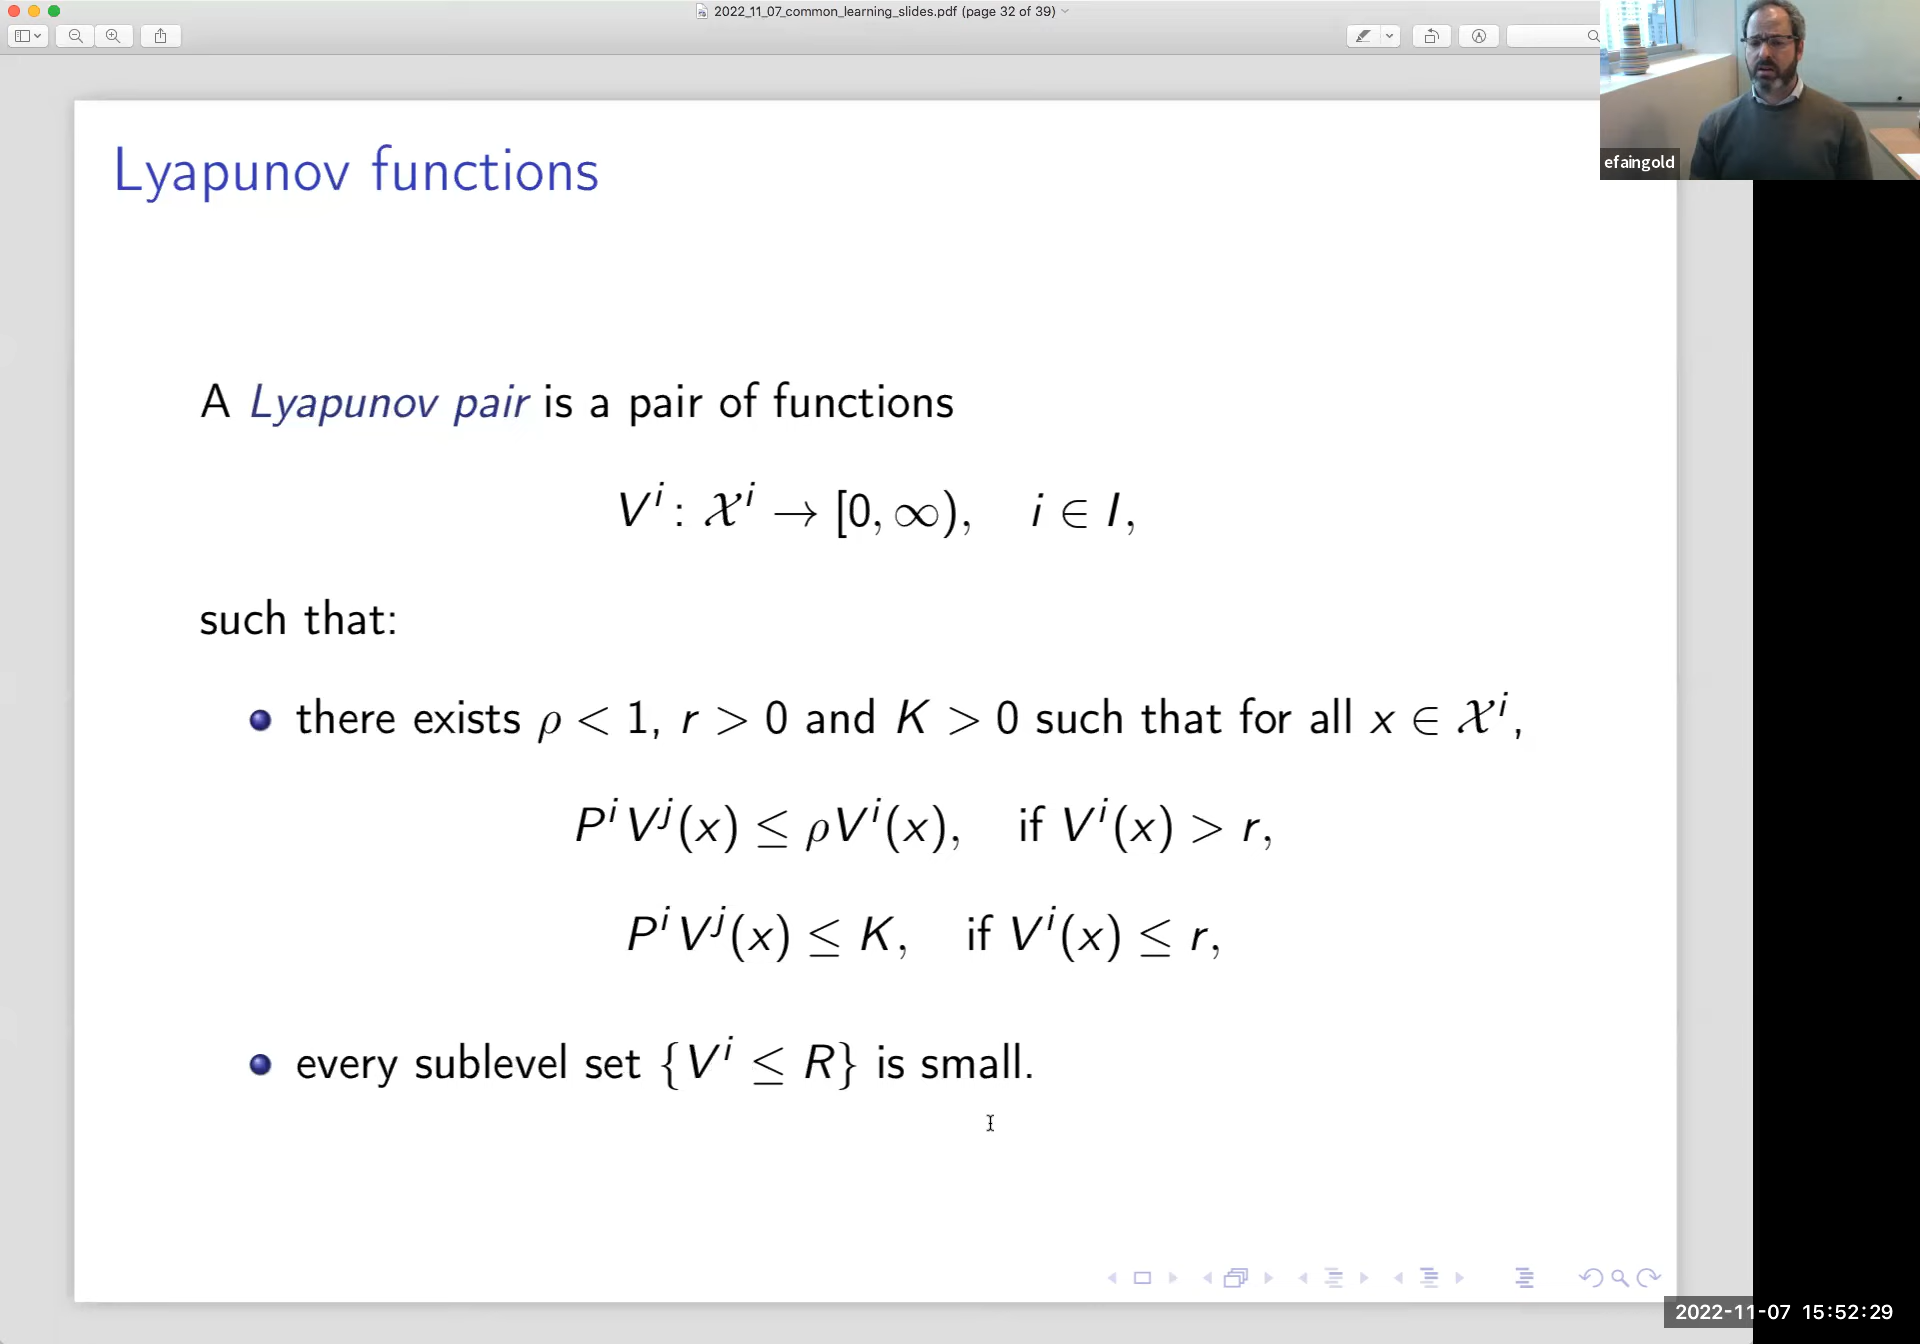 2022_11_07_common_learning_slides.pdf (page 32 of 39)
efaingold
Lyapunov functions
A Lyapunov pair is a pair of functions
V^i : 𝒳^i → [0, ∞), i ∈ I,
such that:
• there exists ρ < 1, r > 0 and K > 0 such that for all x ∈ 𝒳^i,
P^i V^j(x) ≤ ρV^i(x), if V^i(x) > r,
P^i V^j(x) ≤ K, if V^i(x) ≤ r,
• every sublevel set {V^i ≤ R} is small.
2022-11-07 15:52:29